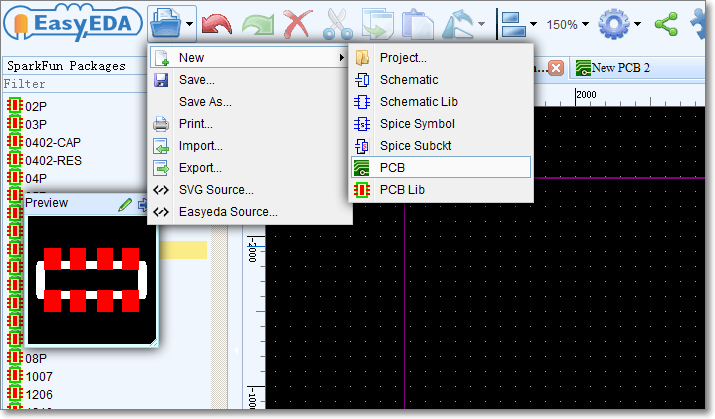 EasyEDA
150%
SparkFun Packages
Filter
02P
03P
0402-CAP
0402-RES
04P
Preview
08P
1007
1206
New
Save...
Save As...
Print...
Import...
Export...
SVG Source...
Easyeda Source...
Project...
Schematic
Schematic Lib
Spice Symbol
Spice Subckt
PCB
PCB Lib
New PCB 2
2000
-2000
-1000